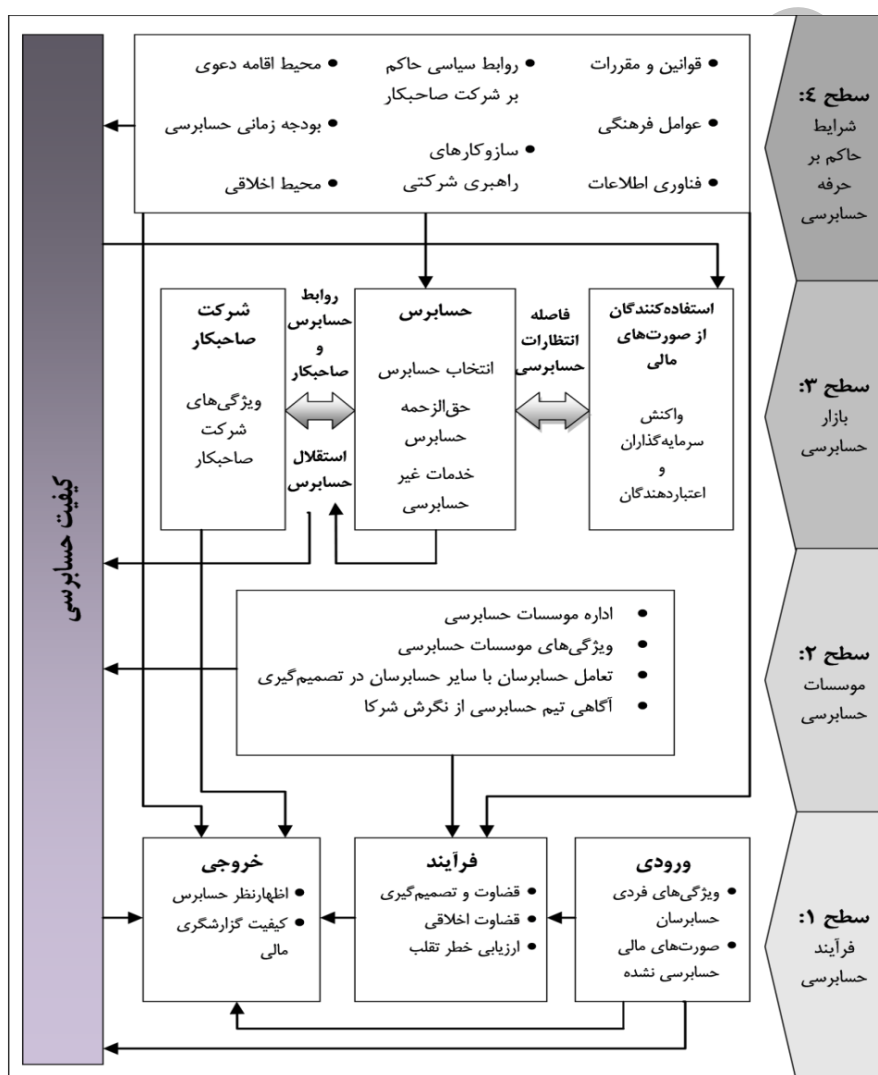 سطح ٤:
شرایط
حاکم بر
حرفه
حسابرسی
• قوانین و مقررات
• عوامل فرهنگی
• فناوری اطلاعات
• روابط سیاسی حاکم
بر شرکت صاحبکار
• سازوکارهای
راهبری شرکتی
• محیط اقامه دعوی
• بودجه زمانی حسابرسی
• محیط اخلاقی
سطح ۳:
بازار
حسابرسی
استفاده‌کنندگان
از صورت‌های
مالی
واکنش
سرمایه‌گذاران
و
اعتباردهندگان
فاصله
انتظارات
حسابرسی
حسابرس
انتخاب حسابرس
حق‌الزحمه
حسابرس
خدمات غیر
حسابرسی
روابط
حسابرس
و
صاحبکار
استقلال
حسابرس
شرکت
صاحبکار
ویژگی‌های
شرکت
صاحبکار
سطح ۲:
موسسات
حسابرسی
• اداره موسسات حسابرسی
• ویژگی‌های موسسات حسابرسی
• تعامل حسابرسان با سایر حسابرسان در تصمیم‌گیری
• آگاهی تیم حسابرسی از نگرش شرکا
سطح ۱:
فرآیند
حسابرسی
ورودی
• ویژگی‌های فردی
حسابرسان
• صورت‌های مالی
حسابرسی نشده
فرآیند
• قضاوت و تصمیم‌گیری
• قضاوت اخلاقی
• ارزیابی خطر تقلب
خروجی
• اظهارنظر حسابرس
• کیفیت گزارشگری
مالی
کیفیت حسابرسی